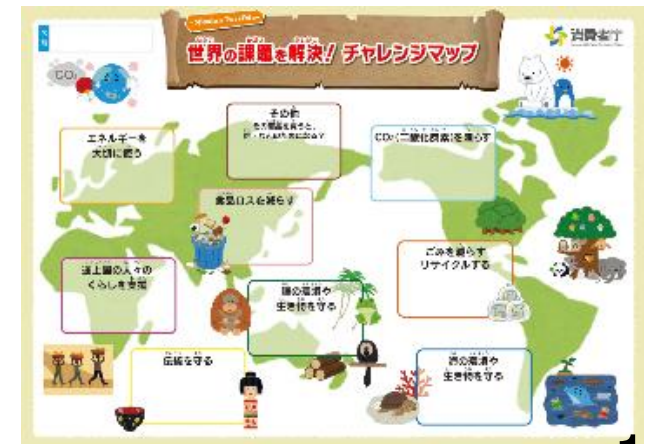 世界の課題を解決! チャレンジマップ
消費者庁
CO₂
エネルギーを
大切に使う
その他
CO₂(二酸化炭素)を減らす
食品ロスを減らす
ごみを減らす
リサイクルする
途上国の人々の
くらしを支援
森の環境や
生き物を守る
伝統を守る
海の環境や
生き物を守る